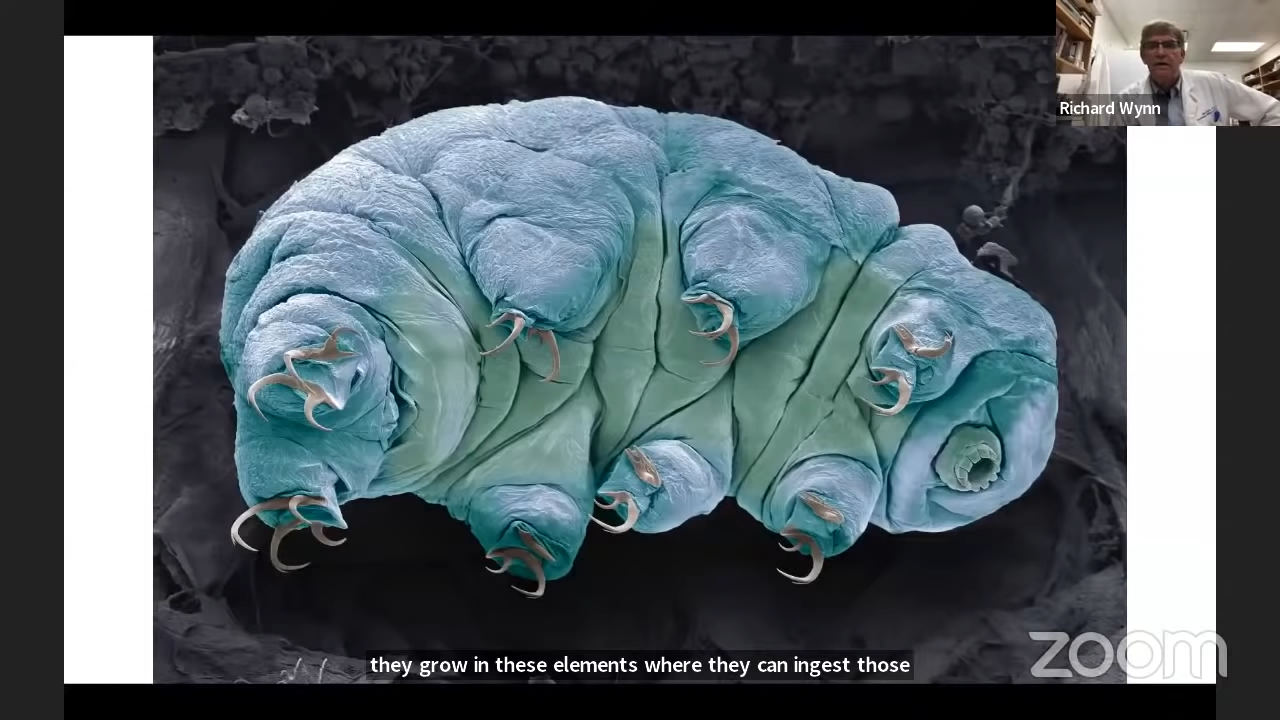 Richard Wynn
they grow in these elements where they can ingest those
zoom